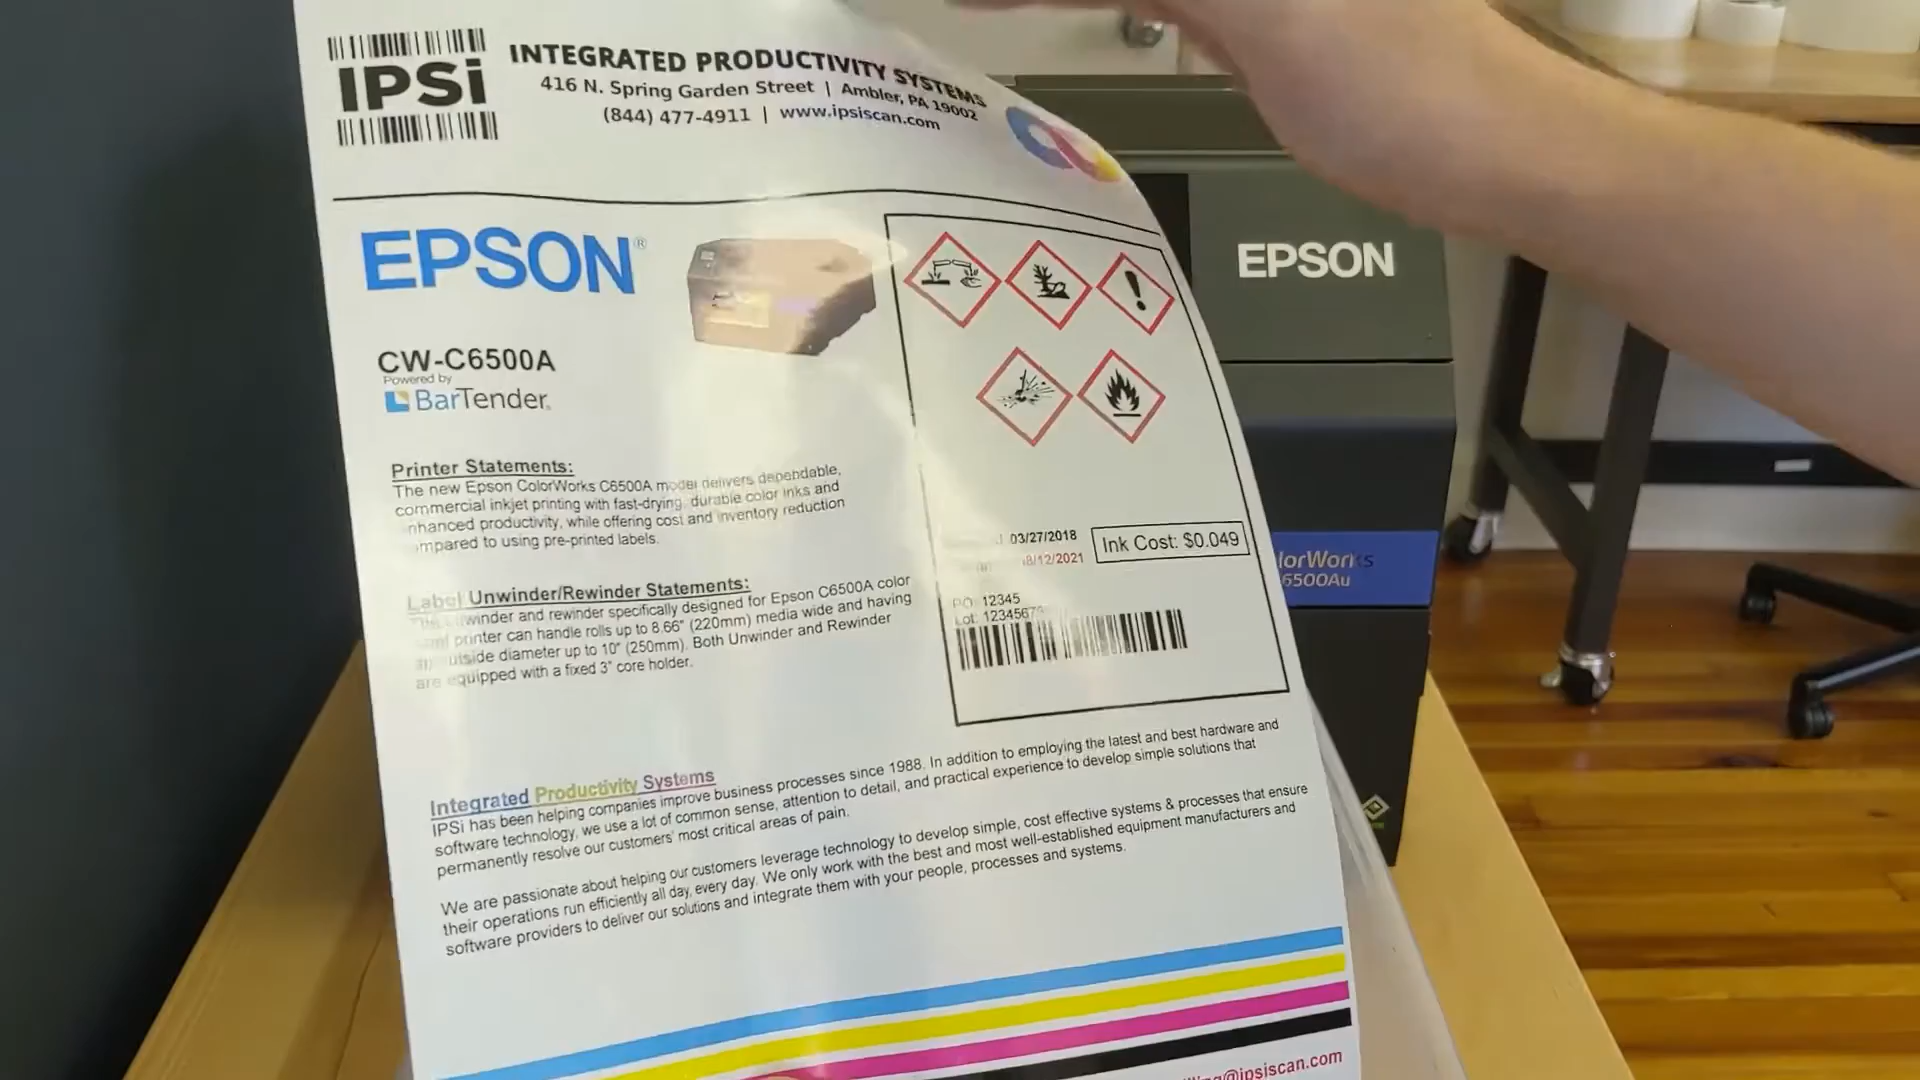 IPSi
INTEGRATED PRODUCTIVITY SYSTEMS
416 N. Spring Garden Street | Ambler, PA 19002
(844) 477-4911 | www.ipsiscan.com
EPSON®
CW-C6500A
Powered by
BarTender
Printer Statements:
The new Epson ColorWorks C6500A model delivers dependable,
commercial inkjet printing with fast-drying, durable color inks and
nhanced productivity, while offering cost and inventory reduction
mpared to using pre-printed labels.
Label Unwinder/Rewinder Statements:
winder and rewinder specifically designed for Epson C6500A color
printer can handle rolls up to 8.66" (220mm) media wide and having
utside diameter up to 10" (250mm). Both Unwinder and Rewinder
are equipped with a fixed 3" core holder.
03/27/2018
8/12/2021
Ink Cost: $0.049
PO: 12345
Lot: 1234567
Integrated Productivity Systems
IPSi has been helping companies improve business processes since 1988. In addition to employing the latest and best hardware and
software technology, we use a lot of common sense, attention to detail, and practical experience to develop simple solutions that
permanently resolve our customers' most critical areas of pain.
We are passionate about helping our customers leverage technology to develop simple, cost effective systems & processes that ensure
their operations run efficiently all day, every day. We only work with the best and most well-established equipment manufacturers and
software providers to deliver our solutions and integrate them with your people, processes and systems.
@ipsiscan.com
EPSON
lorWorks
6500Au